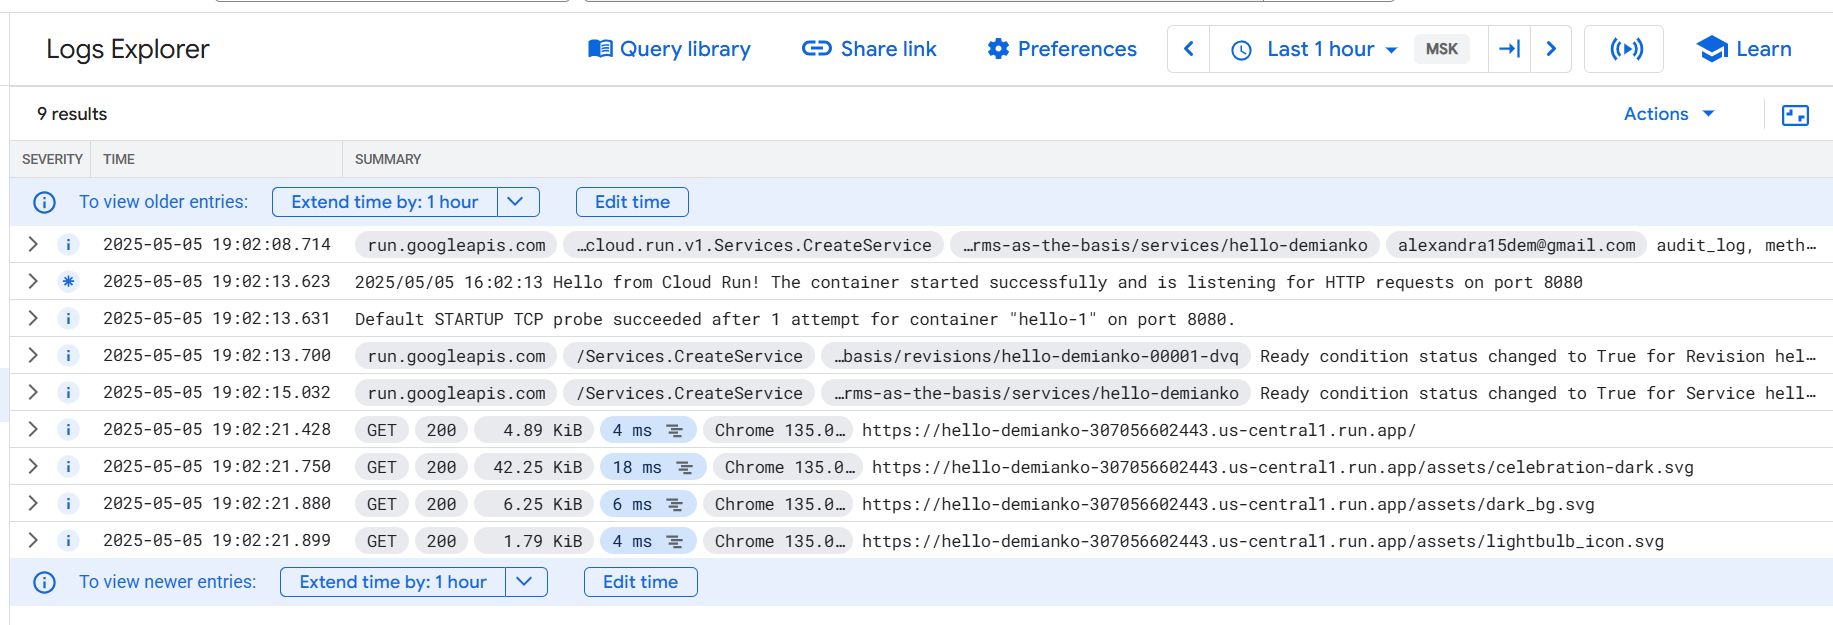 Logs Explorer Query library Share link Preferences Last 1 hour MSK Learn
9 results Actions
SEVERITY TIME SUMMARY
To view older entries: Extend time by: 1 hour Edit time
2025-05-05 19:02:08.714 run.googleapis.com …cloud.run.v1.Services.CreateService …rms-as-the-basis/services/hello-demianko alexandra15dem@gmail.com audit_log, meth…
2025-05-05 19:02:13.623 2025/05/05 16:02:13 Hello from Cloud Run! The container started successfully and is listening for HTTP requests on port 8080
2025-05-05 19:02:13.631 Default STARTUP TCP probe succeeded after 1 attempt for container "hello-1" on port 8080.
2025-05-05 19:02:13.700 run.googleapis.com /Services.CreateService …basis/revisions/hello-demianko-00001-dvq Ready condition status changed to True for Revision hel…
2025-05-05 19:02:15.032 run.googleapis.com /Services.CreateService …rms-as-the-basis/services/hello-demianko Ready condition status changed to True for Service hell…
2025-05-05 19:02:21.428 GET 200 4.89 KiB 4 ms Chrome 135.0… https://hello-demianko-307056602443.us-central1.run.app/
2025-05-05 19:02:21.750 GET 200 42.25 KiB 18 ms Chrome 135.0… https://hello-demianko-307056602443.us-central1.run.app/assets/celebration-dark.svg
2025-05-05 19:02:21.880 GET 200 6.25 KiB 6 ms Chrome 135.0… https://hello-demianko-307056602443.us-central1.run.app/assets/dark_bg.svg
2025-05-05 19:02:21.899 GET 200 1.79 KiB 4 ms Chrome 135.0… https://hello-demianko-307056602443.us-central1.run.app/assets/lightbulb_icon.svg
To view newer entries: Extend time by: 1 hour Edit time